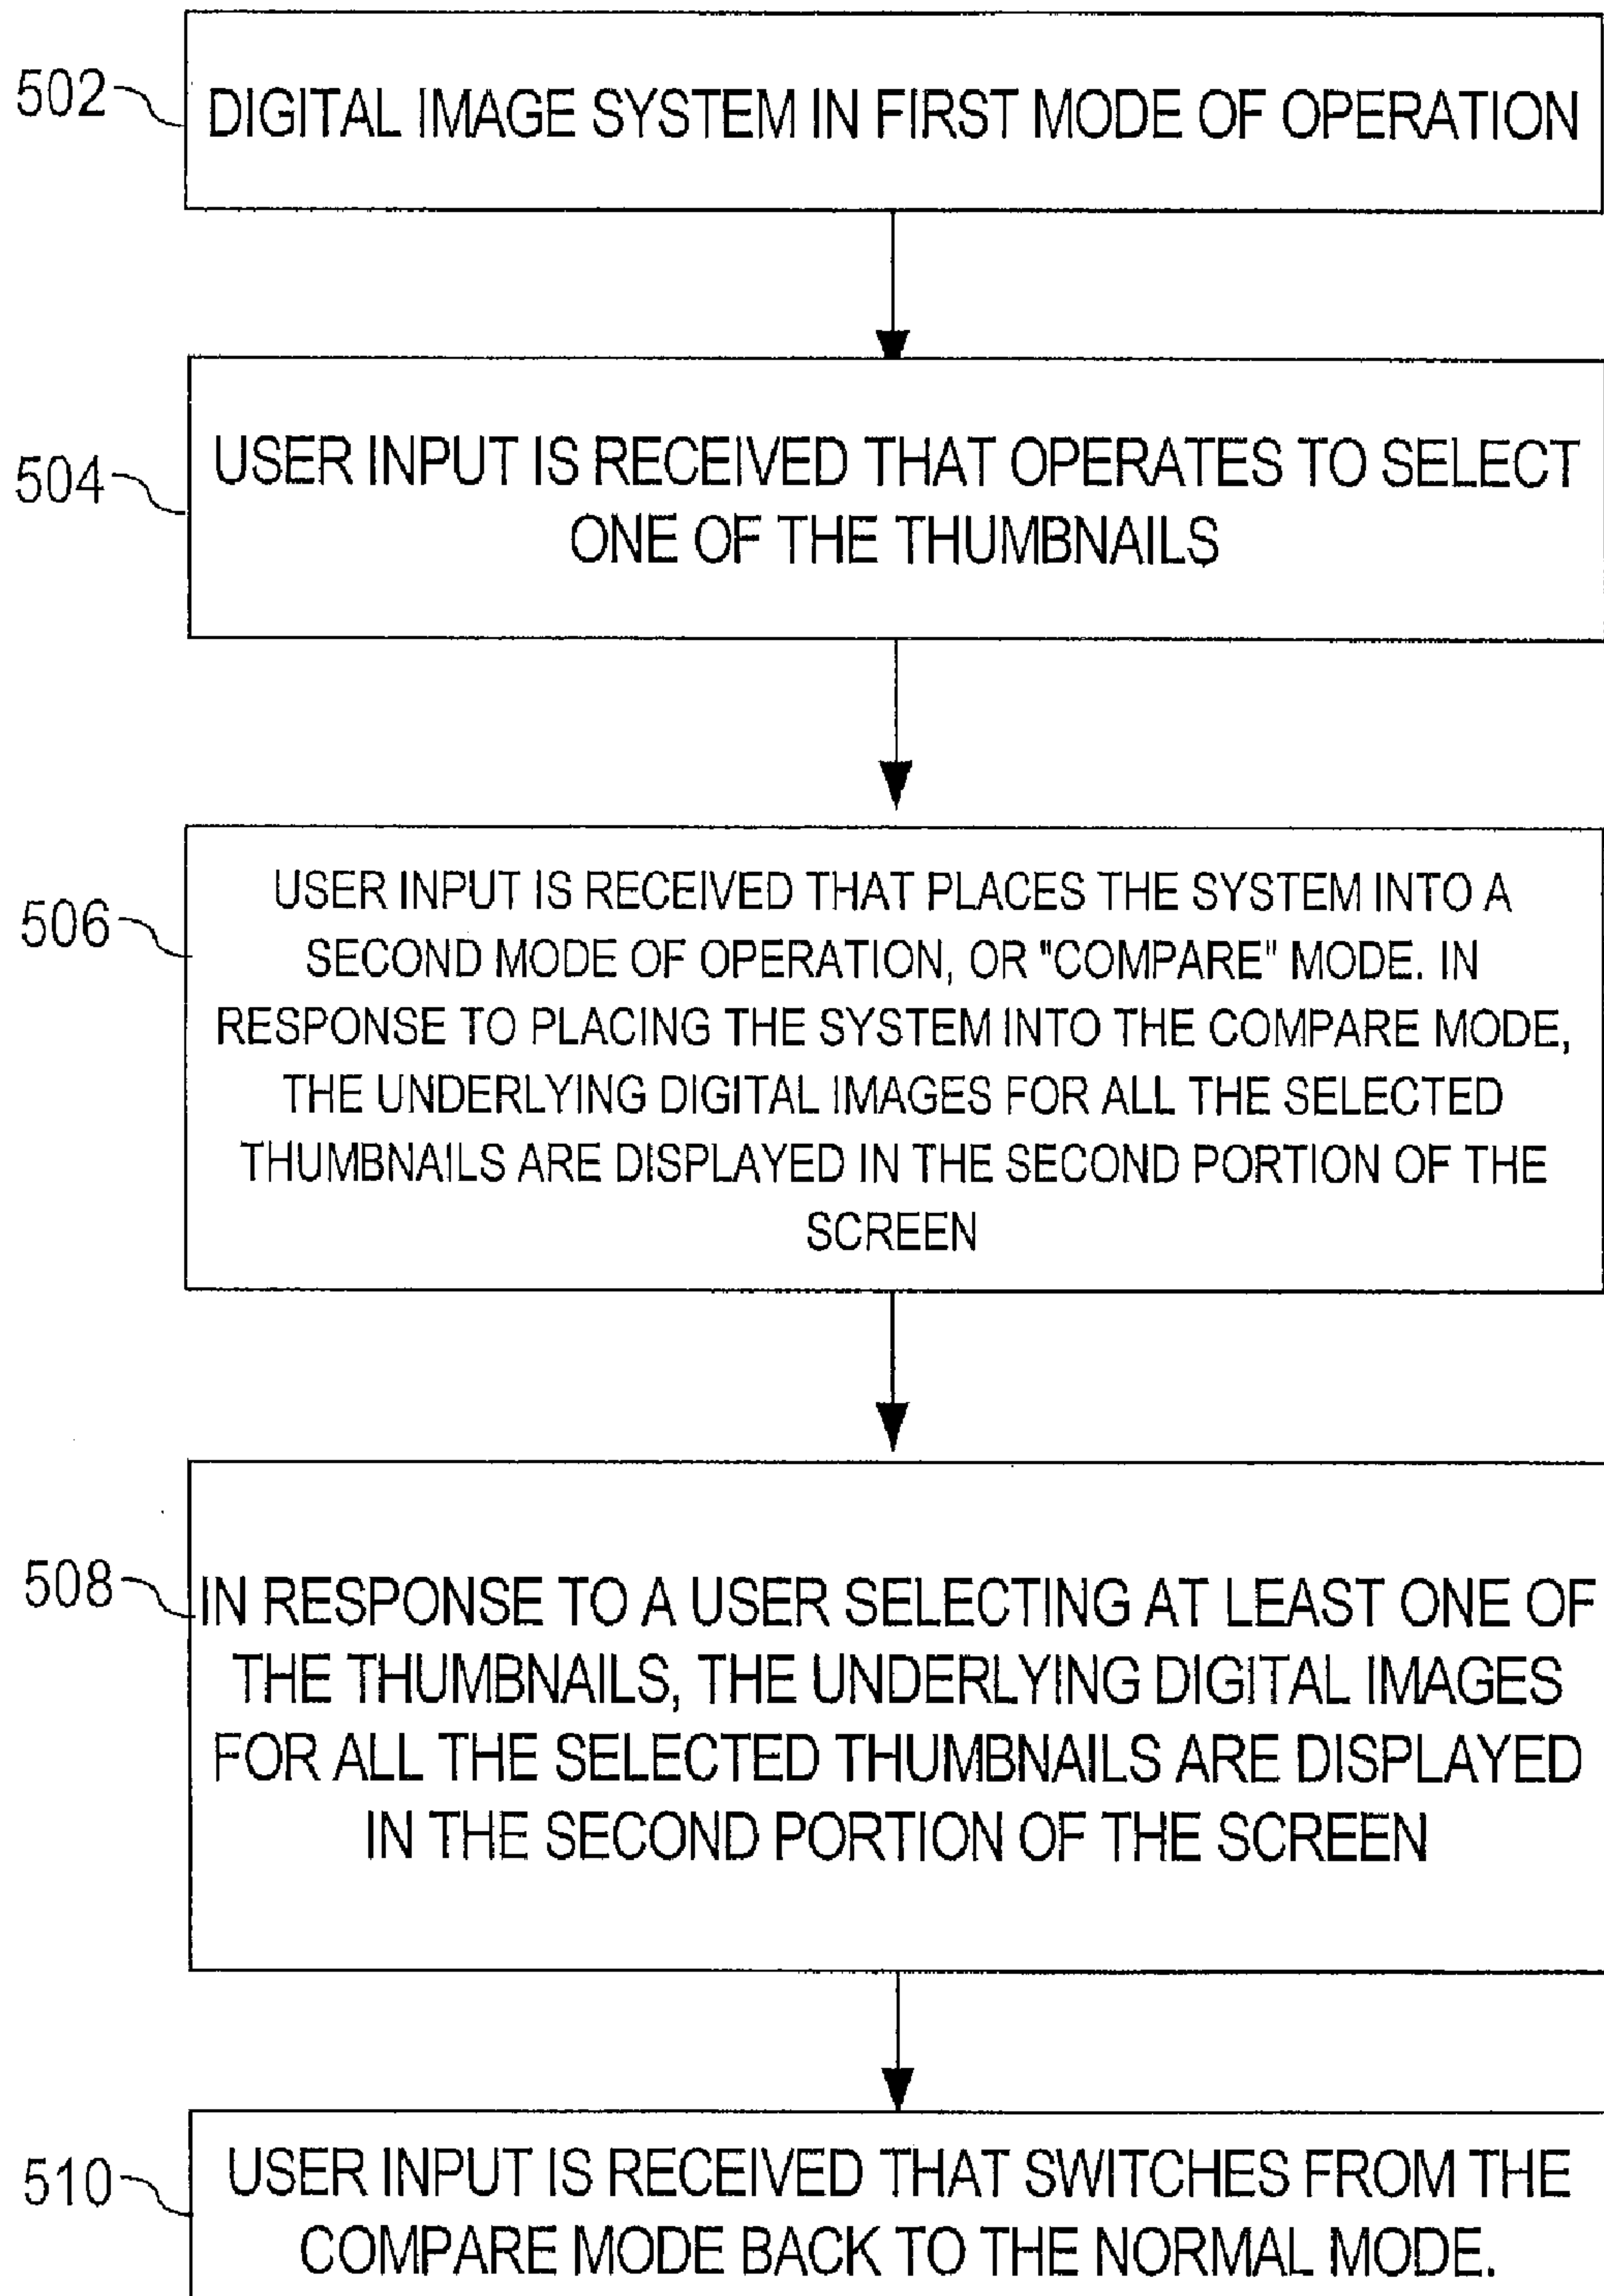 502
DIGITAL IMAGE SYSTEM IN FIRST MODE OF OPERATION
504
USER INPUT IS RECEIVED THAT OPERATES TO SELECT
ONE OF THE THUMBNAILS
506
USER INPUT IS RECEIVED THAT PLACES THE SYSTEM INTO A
SECOND MODE OF OPERATION, OR "COMPARE" MODE. IN
RESPONSE TO PLACING THE SYSTEM INTO THE COMPARE MODE,
THE UNDERLYING DIGITAL IMAGES FOR ALL THE SELECTED
THUMBNAILS ARE DISPLAYED IN THE SECOND PORTION OF THE
SCREEN
508
IN RESPONSE TO A USER SELECTING AT LEAST ONE OF
THE THUMBNAILS, THE UNDERLYING DIGITAL IMAGES
FOR ALL THE SELECTED THUMBNAILS ARE DISPLAYED
IN THE SECOND PORTION OF THE SCREEN
510
USER INPUT IS RECEIVED THAT SWITCHES FROM THE
COMPARE MODE BACK TO THE NORMAL MODE.